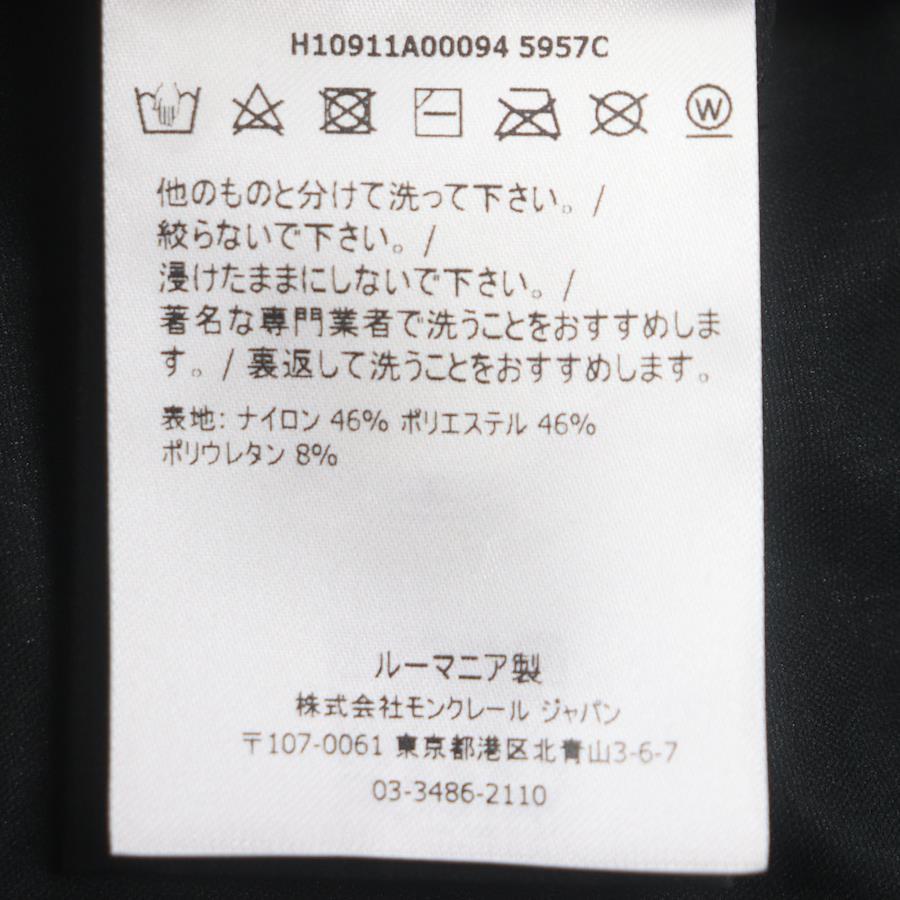 H10911A00094 5957C
W
他のものと分けて洗って下さい。/
絞らないで下さい。/
浸けたままにしないで下さい。/
著名な専門業者で洗うことをおすすめしま
す。/ 裏返して洗うことをおすすめします。
表地: ナイロン 46% ポリエステル 46%
ポリウレタン 8%
ルーマニア製
株式会社モンクレール ジャパン
〒107-0061 東京都港区北青山3-6-7
03-3486-2110